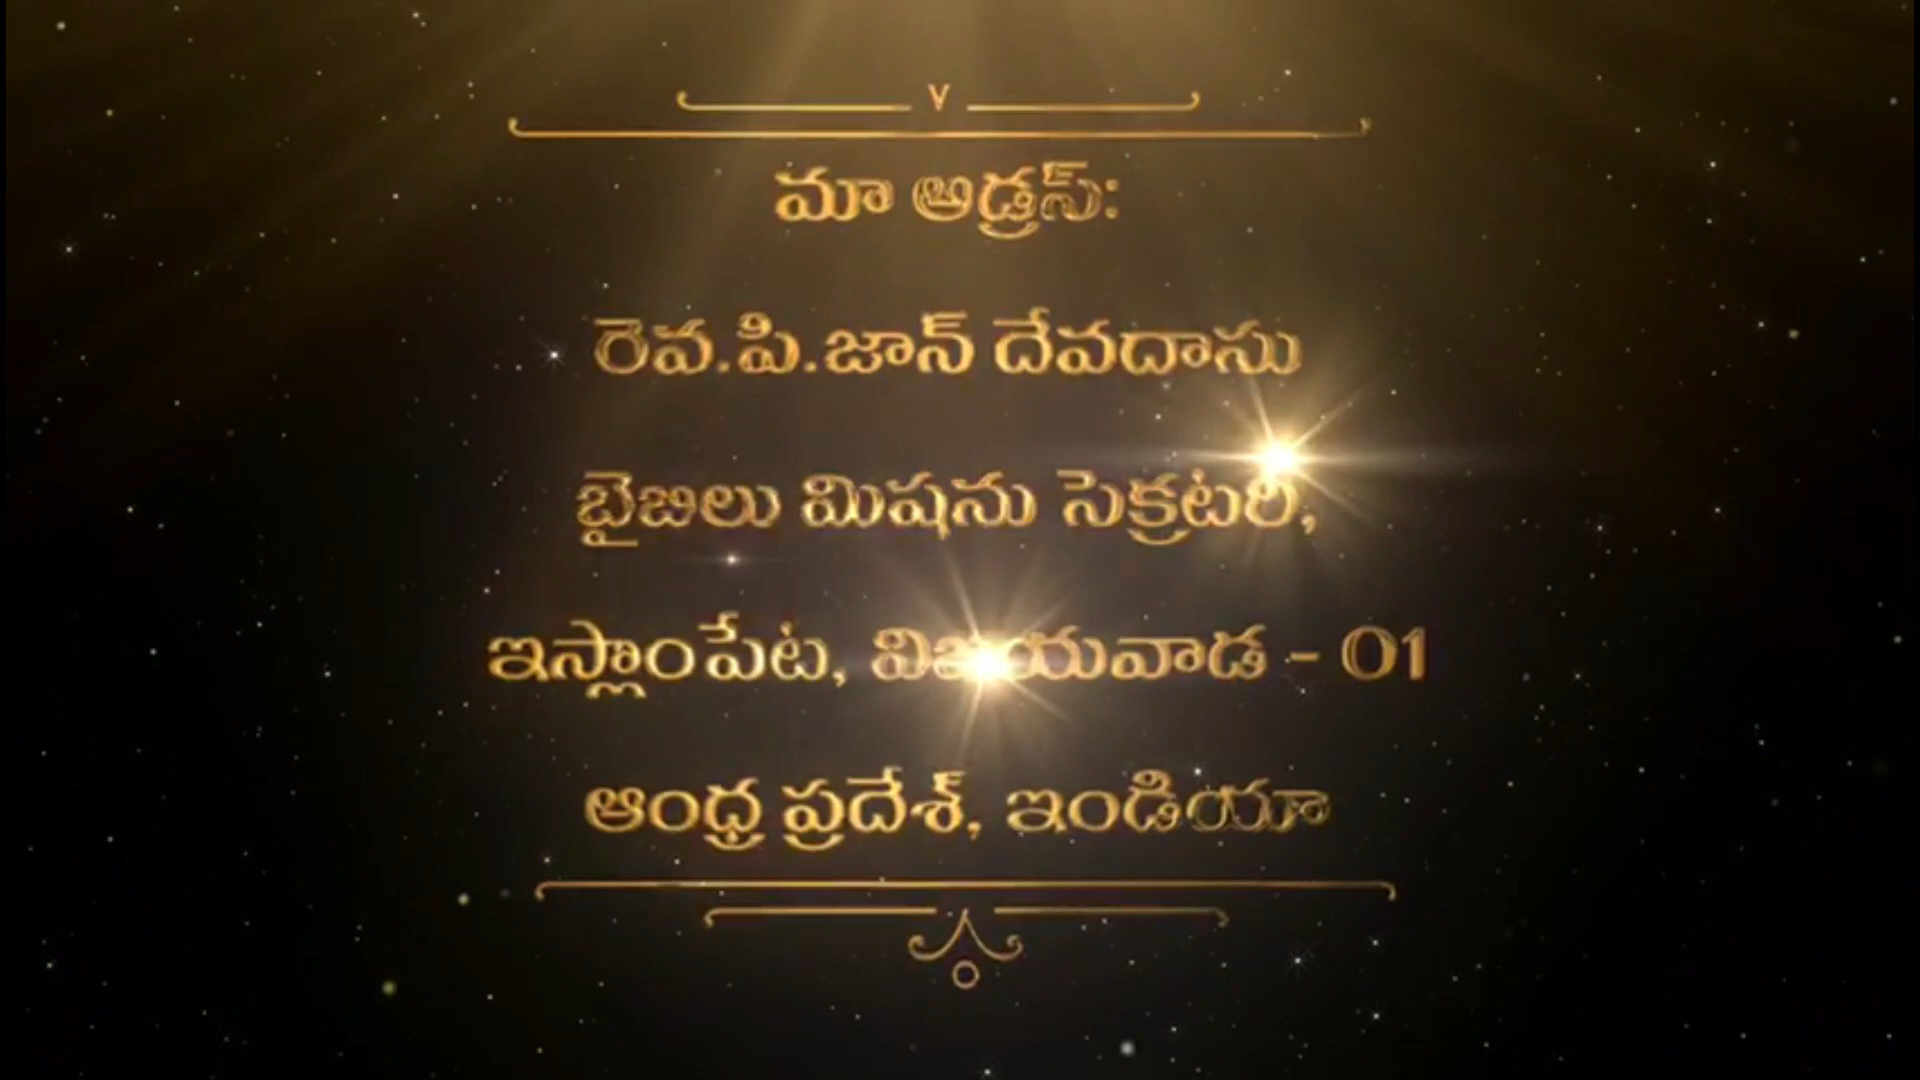 మా అడ్రస్:
రెవ.పి.జాన్ దేవదాసు
బైబిలు మిషను సెక్రటరీ,
ఇస్లాంపేట, విజయవాడ - 01
ఆంధ్ర ప్రదేశ్, ఇండియా